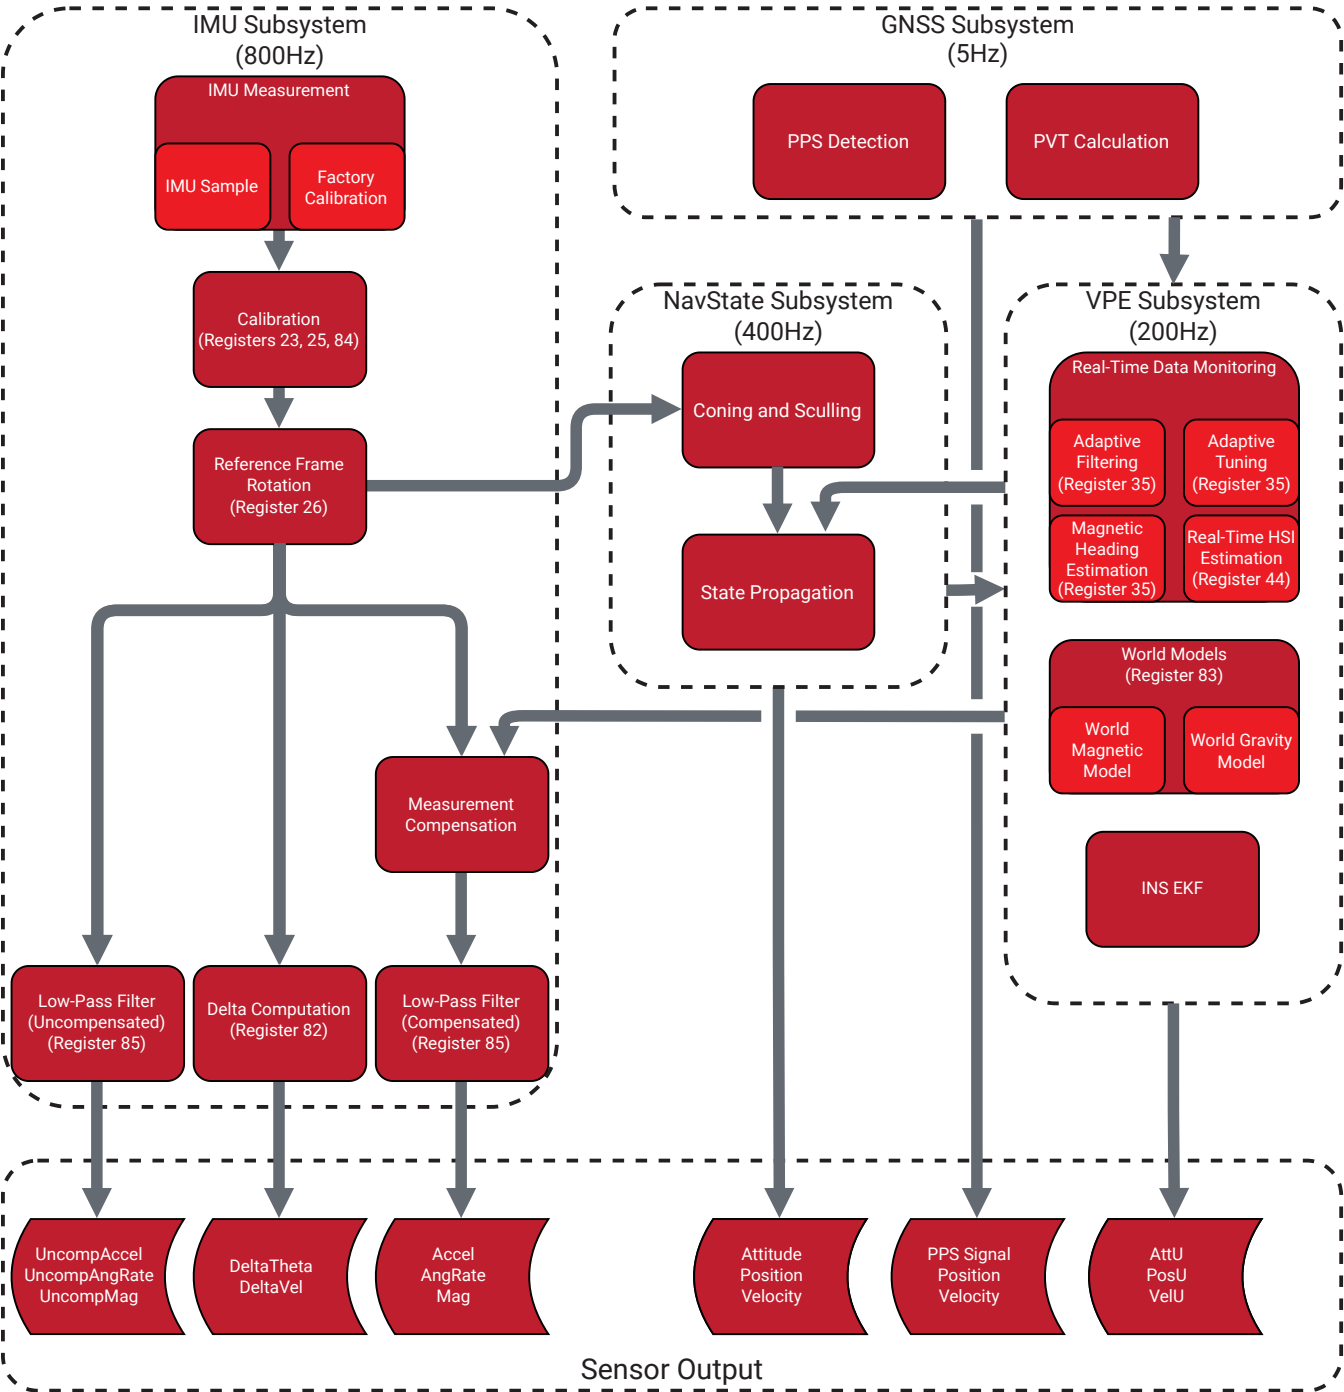 IMU Subsystem
(800Hz)
IMU Measurement
IMU Sample
Factory
Calibration
Calibration
(Registers 23, 25, 84)
Reference Frame
Rotation
(Register 26)
Measurement
Compensation
Low-Pass Filter
(Uncompensated)
(Register 85)
Delta Computation
(Register 82)
Low-Pass Filter
(Compensated)
(Register 85)
GNSS Subsystem
(5Hz)
PPS Detection
PVT Calculation
NavState Subsystem
(400Hz)
Coning and Sculling
State Propagation
VPE Subsystem
(200Hz)
Real-Time Data Monitoring
Adaptive
Filtering
(Register 35)
Adaptive
Tuning
(Register 35)
Magnetic
Heading
Estimation
(Register 35)
Real-Time HSI
Estimation
(Register 44)
World Models
(Register 83)
World
Magnetic
Model
World Gravity
Model
INS EKF
UncompAccel
UncompAngRate
UncompMag
DeltaTheta
DeltaVel
Accel
AngRate
Mag
Attitude
Position
Velocity
PPS Signal
Position
Velocity
AttU
PosU
VelU
Sensor Output